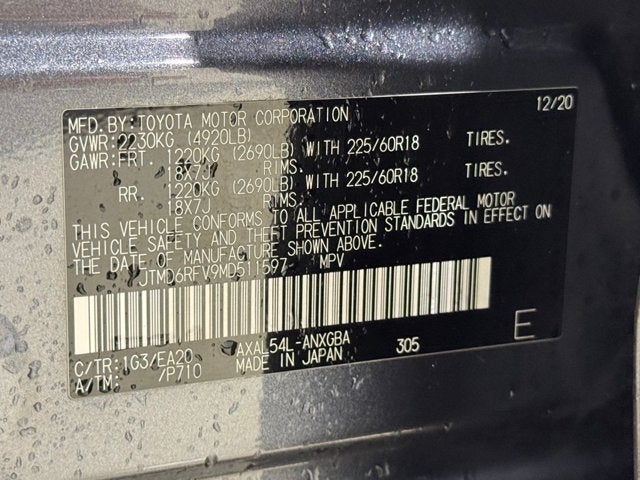 MFD.BY:TOYOTA MOTOR CORPORATION 12/20
GVWR:2230KG (4920LB)
GAWR:FRT. 1220KG (2690LB) WITH 225/60R18 TIRES.
18X7J RIMS.
RR. 1220KG (2690LB) WITH 225/60R18 TIRES.
18X7J RIMS.
THIS VEHICLE CONFORMS TO ALL APPLICABLE FEDERAL MOTOR
VEHICLE SAFETY AND THEFT PREVENTION STANDARDS IN EFFECT ON
THE DATE OF MANUFACTURE SHOWN ABOVE.
JTMD6RFV9MD511597 MPV
AXAL54L-ANXGBA 305 E
C/TR:1G3/EA20 MADE IN JAPAN
A/TM: /P710